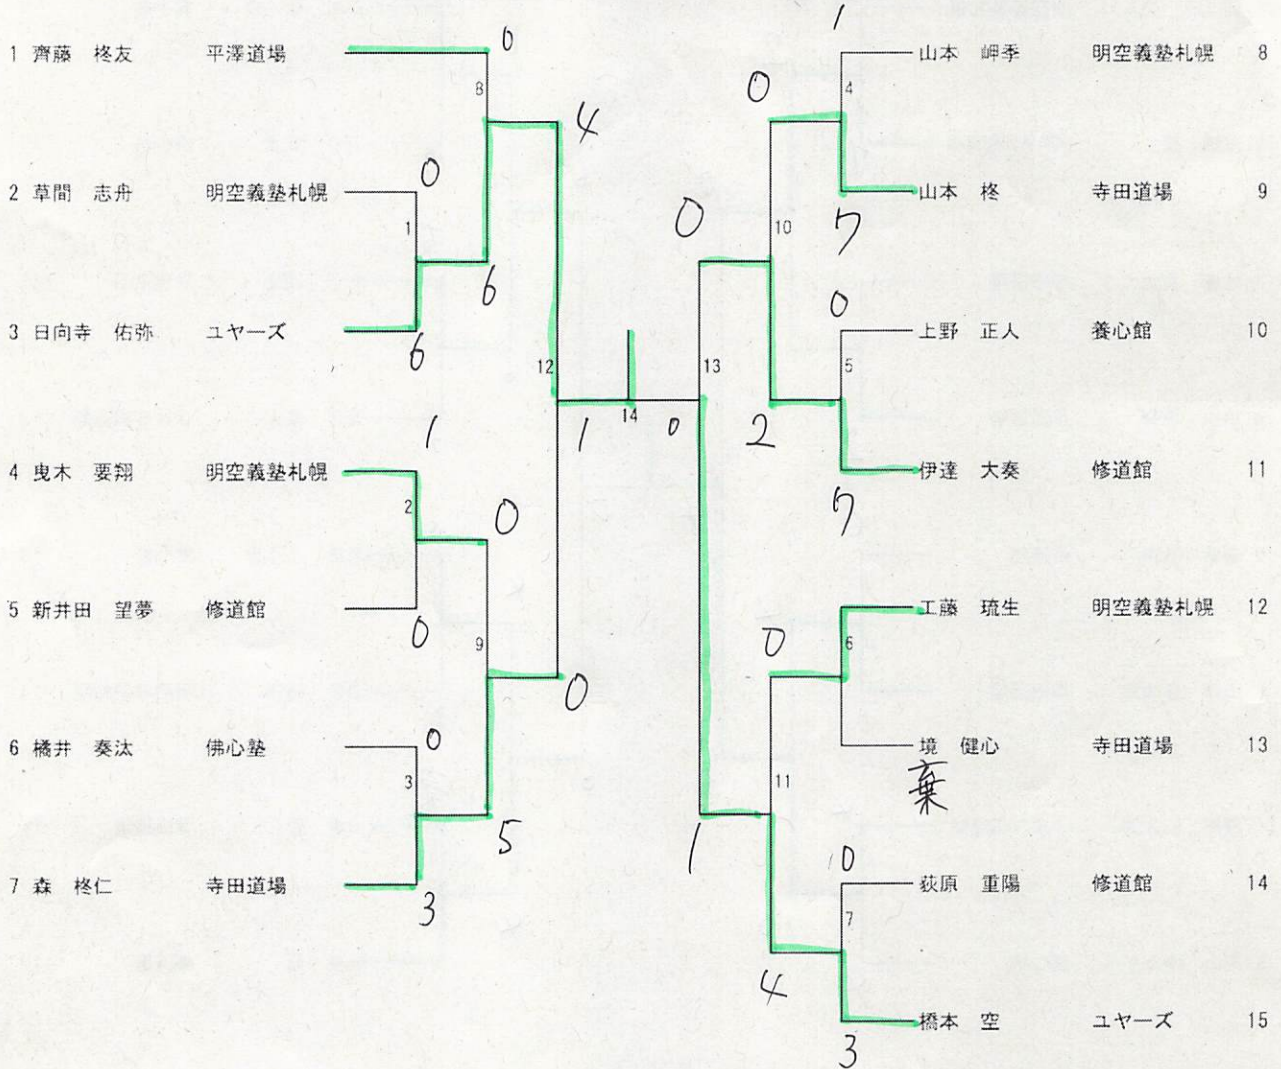 1 齊藤 柊友 平澤道場
2 草間 志舟 明空義塾札幌
3 日向寺 佑弥 ユヤーズ
4 曳木 要翔 明空義塾札幌
5 新井田 望夢 修道館
6 橘井 奏汰 佛心塾
7 森 柊仁 寺田道場
0
8
4
0
1
6
6
12
1
2
0
0
9
0
0
3
5
3
1
14
0
山本 岬季 明空義塾札幌 8
山本 柊 寺田道場 9
上野 正人 養心館 10
伊達 大奏 修道館 11
工藤 琉生 明空義塾札幌 12
境 健心 寺田道場 13
棄
荻原 重陽 修道館 14
橋本 空 ユヤーズ 15
1
4
0
7
10
0
0
5
13
2
7
0
6
11
1
0
7
4
3